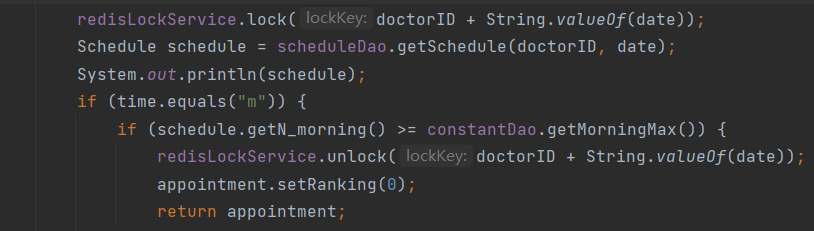 redisLockService.lock( lockKey: doctorID + String.valueOf(date));
Schedule schedule = scheduleDao.getSchedule(doctorID, date);
System.out.println(schedule);
if (time.equals("m")) {
if (schedule.getN_morning() >= constantDao.getMorningMax()) {
redisLockService.unlock( lockKey: doctorID + String.valueOf(date));
appointment.setRanking(0);
return appointment;